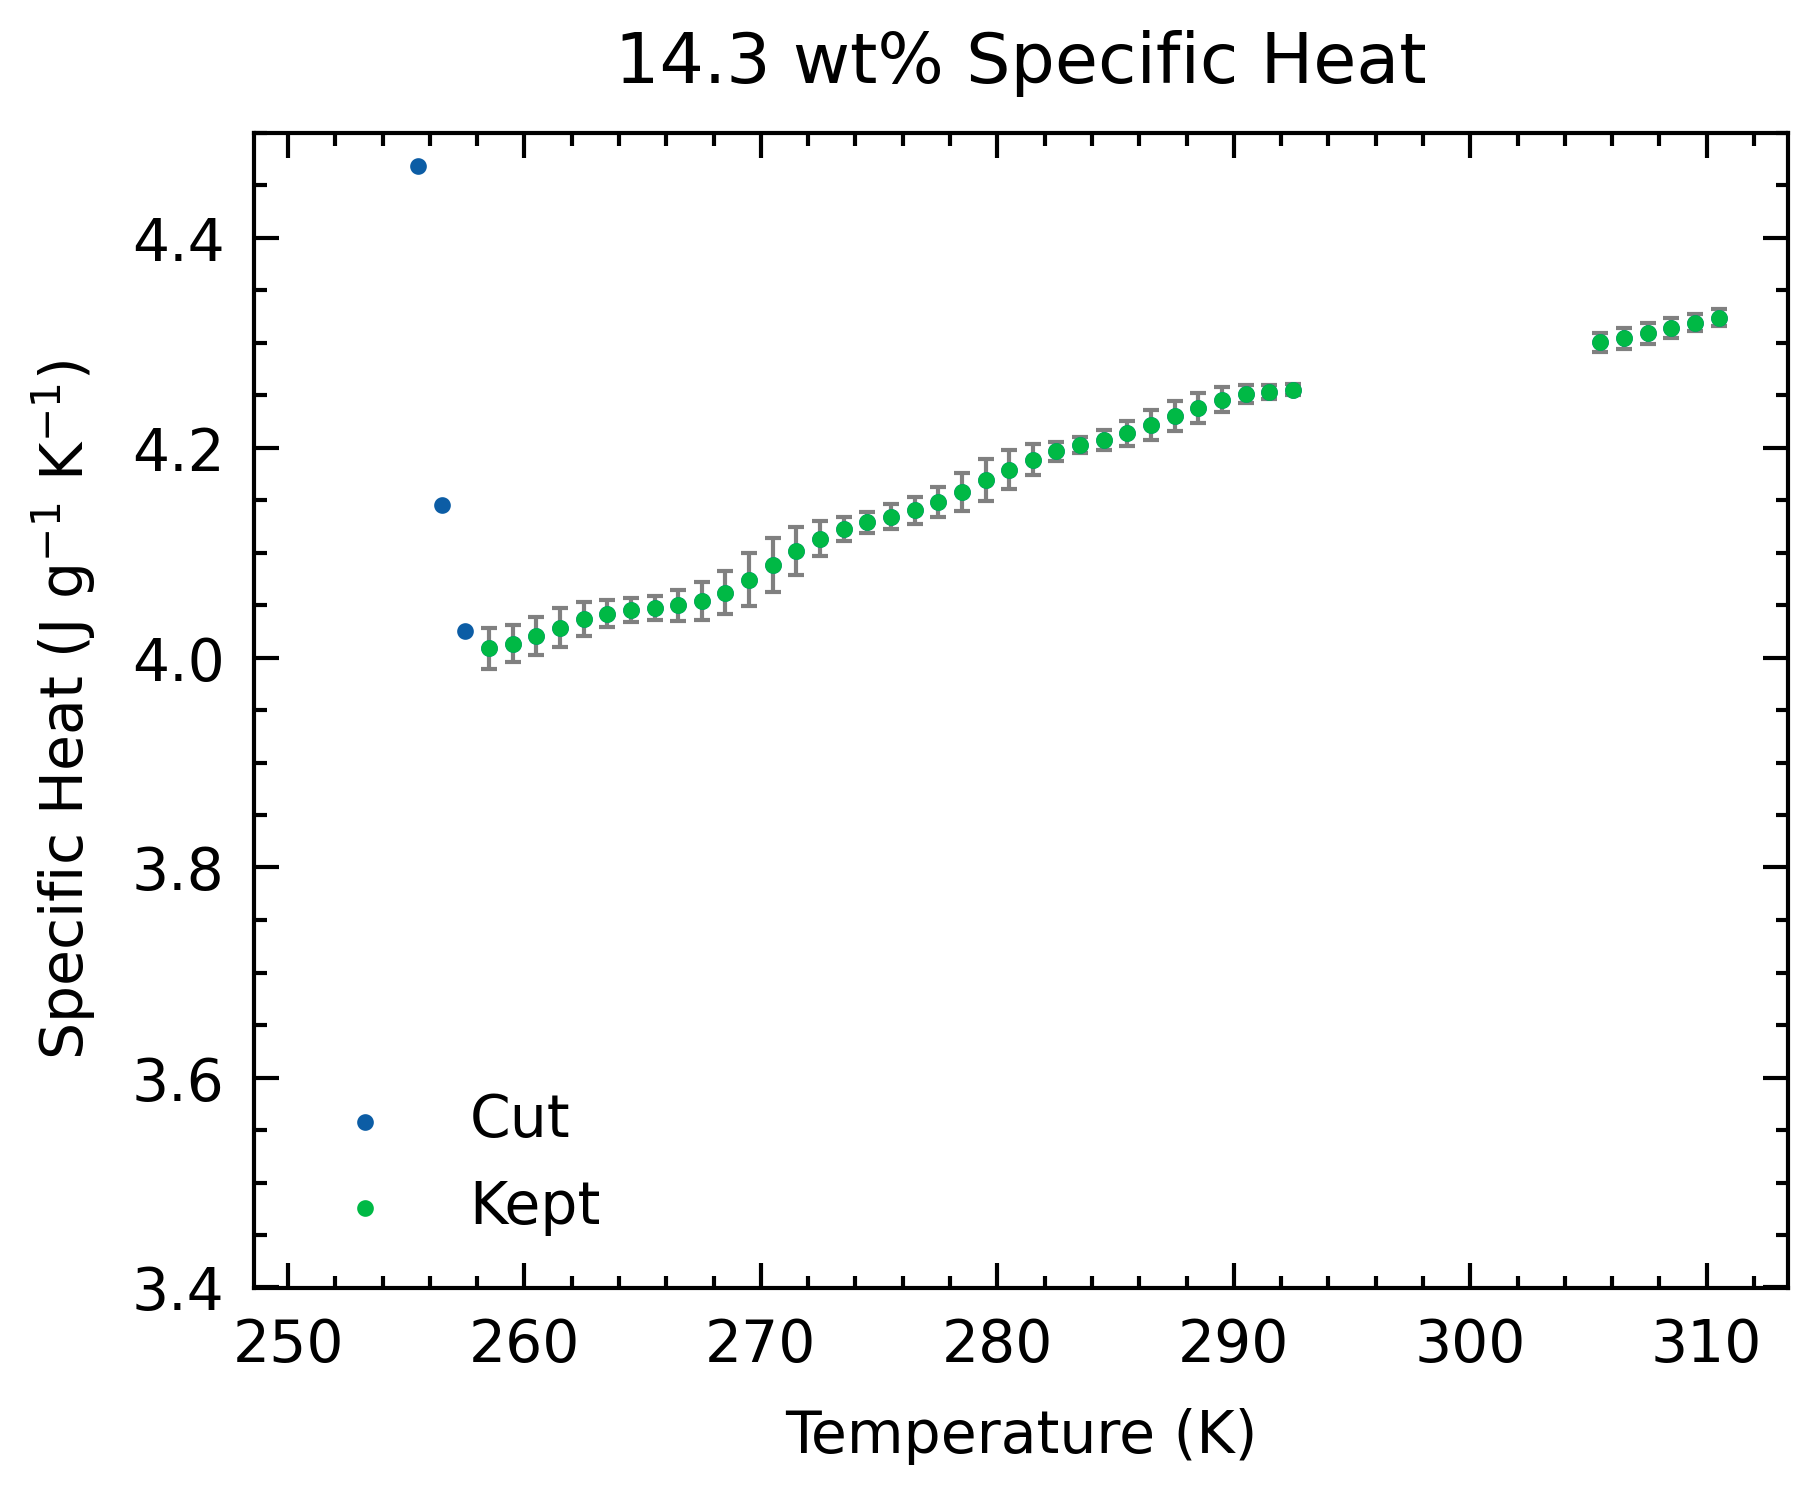 14.3 wt% Specific Heat
Specific Heat (J g⁻¹ K⁻¹)
4.4
4.2
4.0
3.8
3.6
3.4
Cut
Kept
250 260 270 280 290 300 310
Temperature (K)